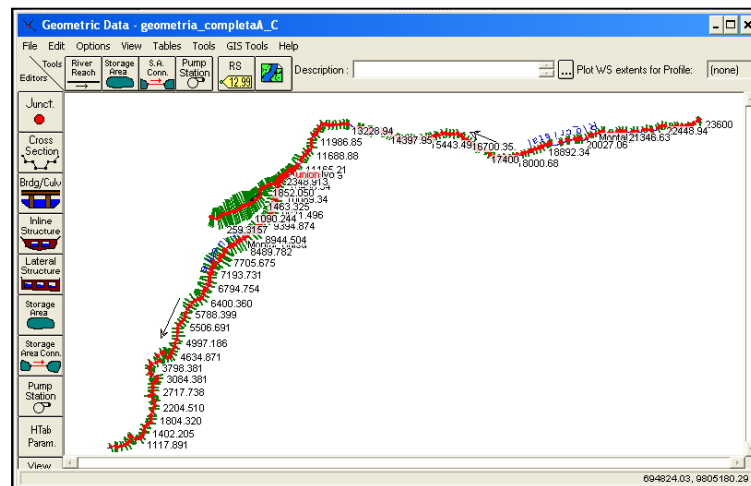 Geometric Data - geometria_completaA_C
File Edit Options View Tables Tools GIS Tools Help
Tools
Editors
River
Reach
Storage
Area
S.A.
Conn.
Pump
Station
RS
12.99
Description :
...
Plot WS extents for Profile:
(none)
Junct.
Cross
Section
Brdg/Culv
Inline
Structure
Lateral
Structure
Storage
Area
Storage
Area Conn.
Pump
Station
HTab
Param.
View
13228.94
14397.95
15443.49
16700.35
17400
18000.68
18892.34
20027.06
21346.63
22448.94
23600
11986.85
11688.88
2348.913
1852.050
1463.325
1090.244
259.3157
9394.874
8944.504
8489.782
7705.675
7193.731
6794.754
6400.360
5788.399
5506.691
4997.186
4634.871
3798.381
3084.381
2717.738
2204.510
1804.320
1402.205
1117.891
694824.03, 9805180.29